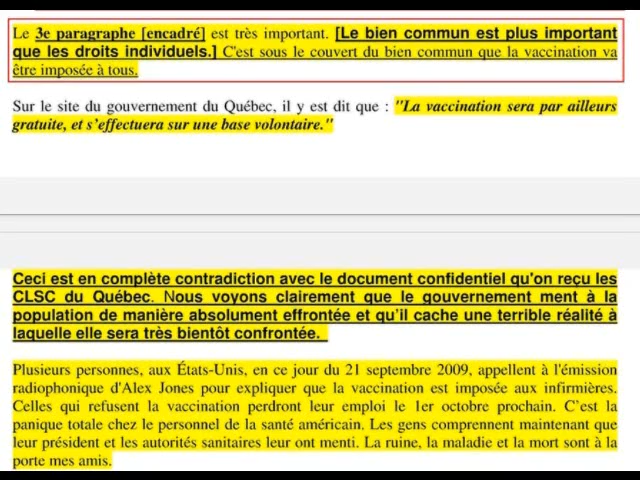 Le 3e paragraphe [encadré] est très important. [Le bien commun est plus important
que les droits individuels.] C'est sous le couvert du bien commun que la vaccination va
être imposée à tous.
Sur le site du gouvernement du Québec, il y est dit que : "La vaccination sera par ailleurs
gratuite, et s'effectuera sur une base volontaire."
Ceci est en complète contradiction avec le document confidentiel qu'on reçu les
CLSC du Québec. Nous voyons clairement que le gouvernement ment à la
population de manière absolument effrontée et qu'il cache une terrible réalité à
laquelle elle sera très bientôt confrontée.
Plusieurs personnes, aux États-Unis, en ce jour du 21 septembre 2009, appellent à l'émission
radiophonique d'Alex Jones pour expliquer que la vaccination est imposée aux infirmières.
Celles qui refusent la vaccination perdront leur emploi le 1er octobre prochain. C'est la
panique totale chez le personnel de la santé américain. Les gens comprennent maintenant que
leur président et les autorités sanitaires leur ont menti. La ruine, la maladie et la mort sont à la
porte mes amis.